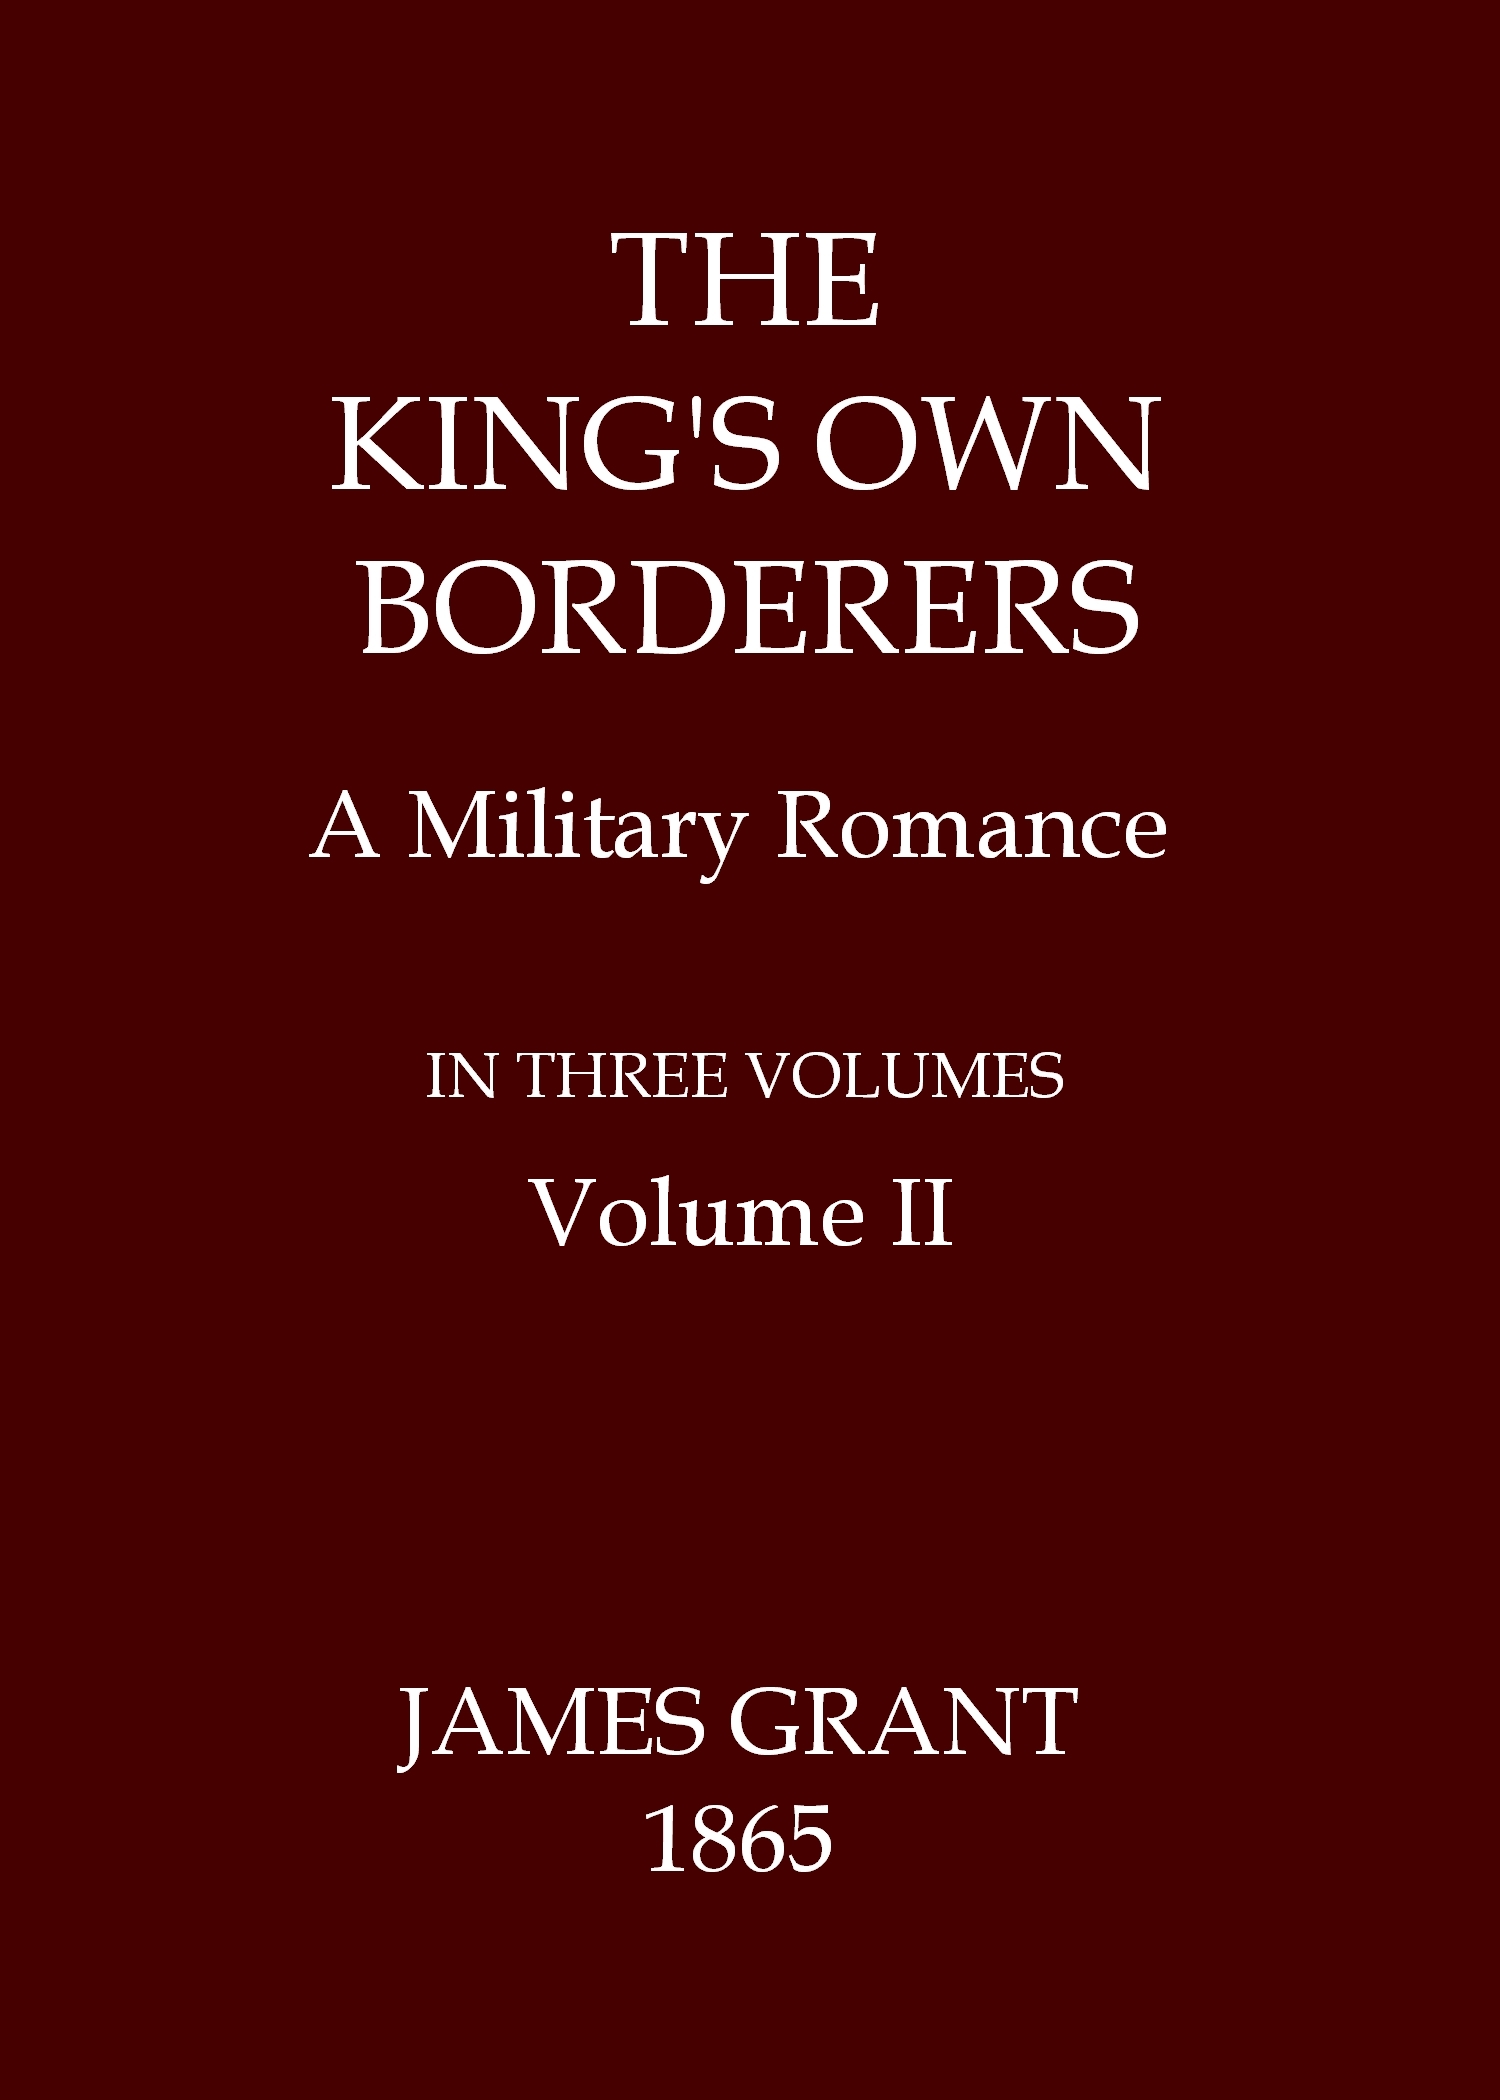 THE
KING'S OWN
BORDERERS
A Military Romance
IN THREE VOLUMES
Volume II
JAMES GRANT
1865